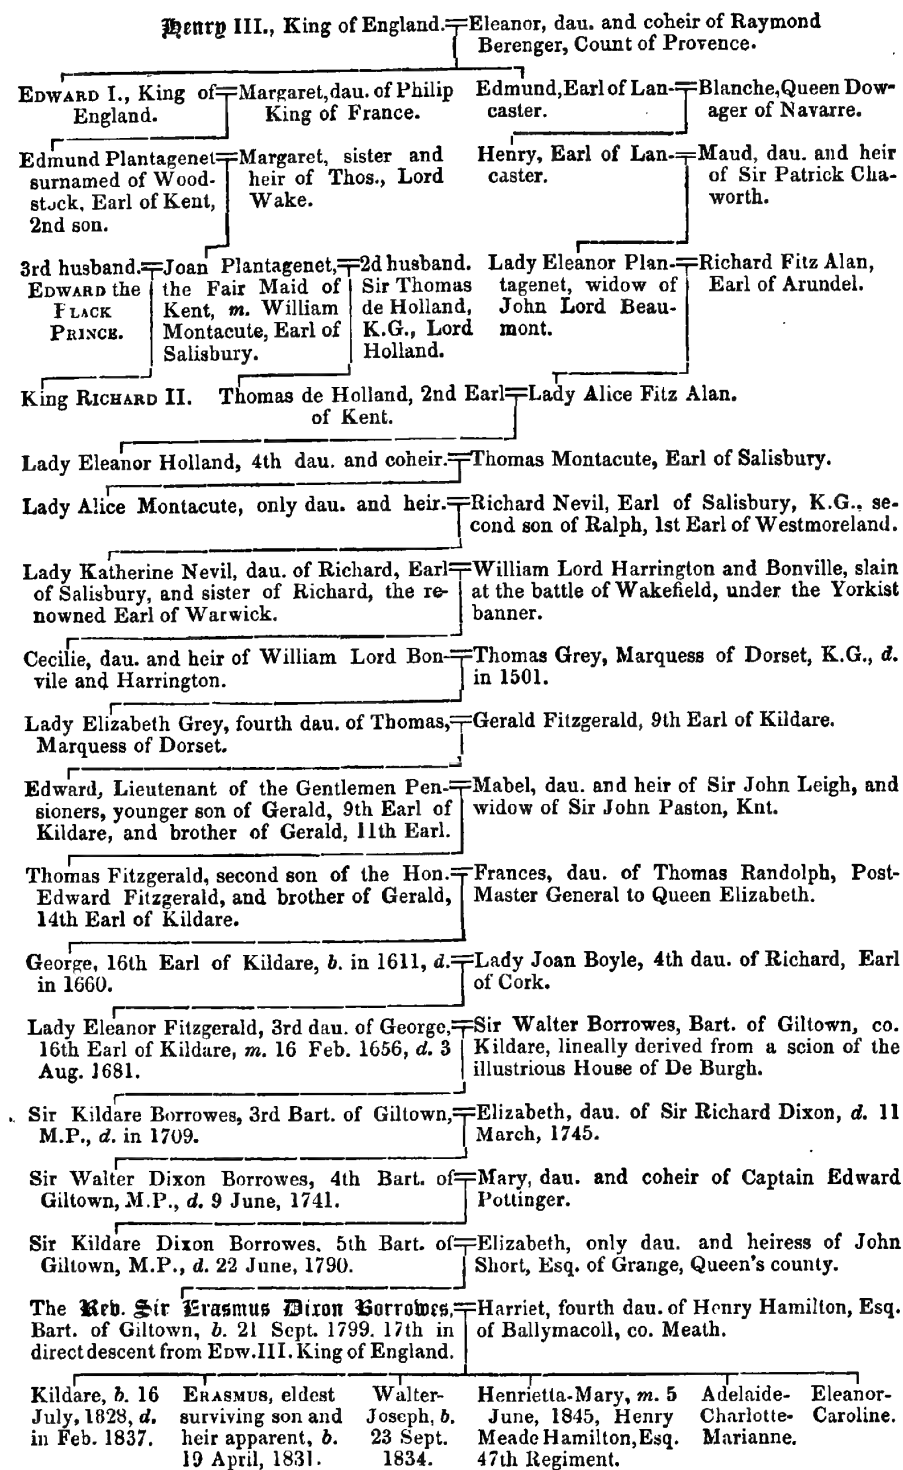 Henry III., King of England.=Eleanor, dau. and coheir of Raymond
Berenger, Count of Provence.
EDWARD I., King of=Margaret, dau. of Philip
England. King of France.
Edmund, Earl of Lan-=Blanche, Queen Dow-
caster. ager of Navarre.
Edmund Plantagenet=Margaret, sister and
surnamed of Wood- heir of Thos., Lord
stock, Earl of Kent, Wake.
2nd son.
Henry, Earl of Lan-=Maud, dau. and heir
caster. of Sir Patrick Cha-
worth.
3rd husband.=Joan Plantagenet,=2d husband.
EDWARD the the Fair Maid of Sir Thomas
BLACK Kent, m. William de Holland,
PRINCE. Montacute, Earl of K.G., Lord
Salisbury. Holland.
Lady Eleanor Plan-=Richard Fitz Alan,
tagenet, widow of Earl of Arundel.
John Lord Beau-
mont.
King RICHARD II. Thomas de Holland, 2nd Earl=Lady Alice Fitz Alan.
of Kent.
Lady Eleanor Holland, 4th dau. and coheir.=Thomas Montacute, Earl of Salisbury.
Lady Alice Montacute, only dau. and heir.=Richard Nevil, Earl of Salisbury, K.G., se-
cond son of Ralph, 1st Earl of Westmoreland.
Lady Katherine Nevil, dau. of Richard, Earl=William Lord Harrington and Bonville, slain
of Salisbury, and sister of Richard, the re- at the battle of Wakefield, under the Yorkist
nowned Earl of Warwick. banner.
Cecilie, dau. and heir of William Lord Bon-=Thomas Grey, Marquess of Dorset, K.G., d.
vile and Harrington. in 1501.
Lady Elizabeth Grey, fourth dau. of Thomas,=Gerald Fitzgerald, 9th Earl of Kildare.
Marquess of Dorset.
Edward, Lieutenant of the Gentlemen Pen-=Mabel, dau. and heir of Sir John Leigh, and
sioners, younger son of Gerald, 9th Earl of widow of Sir John Paston, Knt.
Kildare, and brother of Gerald, 11th Earl.
Thomas Fitzgerald, second son of the Hon.=Frances, dau. of Thomas Randolph, Post-
Edward Fitzgerald, and brother of Gerald, Master General to Queen Elizabeth.
14th Earl of Kildare.
George, 16th Earl of Kildare, b. in 1611, d.=Lady Joan Boyle, 4th dau. of Richard, Earl
in 1660. of Cork.
Lady Eleanor Fitzgerald, 3rd dau. of George,=Sir Walter Borrowes, Bart. of Giltown, co.
16th Earl of Kildare, m. 16 Feb. 1656, d. 3 Kildare, lineally derived from a scion of the
Aug. 1681. illustrious House of De Burgh.
Sir Kildare Borrowes, 3rd Bart. of Giltown,=Elizabeth, dau. of Sir Richard Dixon, d. 11
M.P., d. in 1709. March, 1745.
Sir Walter Dixon Borrowes, 4th Bart. of=Mary, dau. and coheir of Captain Edward
Giltown, M.P., d. 9 June, 1741. Pottinger.
Sir Kildare Dixon Borrowes, 5th Bart. of=Elizabeth, only dau. and heiress of John
Giltown, M.P., d. 22 June, 1790. Short, Esq. of Grange, Queen's county.
The Rev. Sir Erasmus Dixon Borrowes,=Harriet, fourth dau. of Henry Hamilton, Esq.
Bart. of Giltown, b. 21 Sept. 1799. 17th in of Ballymacoll, co. Meath.
direct descent from EDW. III. King of England.
Kildare, b. 16
July, 1828, d.
in Feb. 1837.
ERASMUS, eldest
surviving son and
heir apparent, b.
19 April, 1831.
Walter-
Joseph, b.
23 Sept.
1834.
Henrietta-Mary, m. 5
June, 1845, Henry
Meade Hamilton, Esq.
47th Regiment.
Adelaide-
Charlotte-
Marianne.
Eleanor-
Caroline.